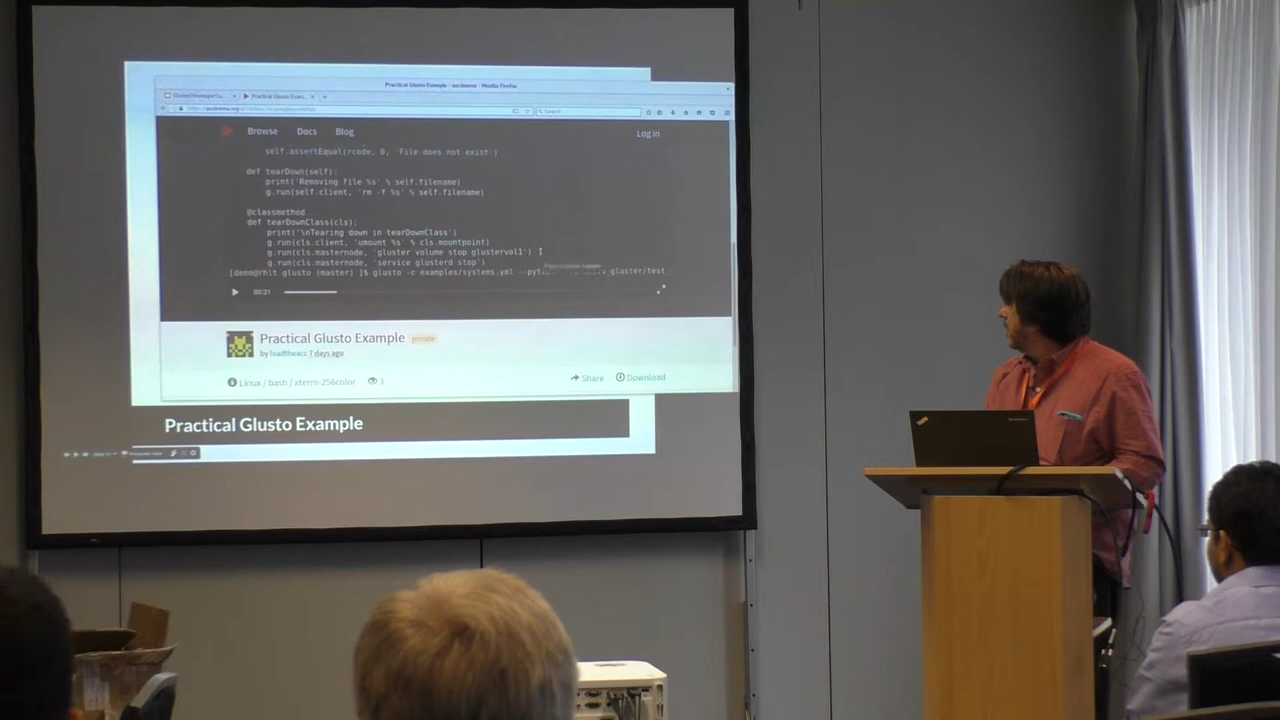 Practical Glusto Example - asciinema - Mozilla Firefox
Practical Glusto Exam...
Search
Browse Docs Blog Log in
self.assertEqual(rcode, 0, 'File does not exist')
def tearDown(self):
print('Removing file %s' % self.filename)
g.run(self.client, 'rm -f %s' % self.filename)
@classmethod
def tearDownClass(cls):
print('\nTearing down in tearDownClass')
g.run(cls.client, 'umount %s' % cls.mountpoint)
g.run(cls.masternode, 'gluster volume stop glustervol1')
g.run(cls.masternode, 'service glusterd stop')
[demo@rhlt glusto (master) ]$ glusto -c examples/systems.yml
00:21
Practical Glusto Example private
by loadtheacc 7 days ago
Linux / bash / xterm-256color 3 Share Download
Practical Glusto Example